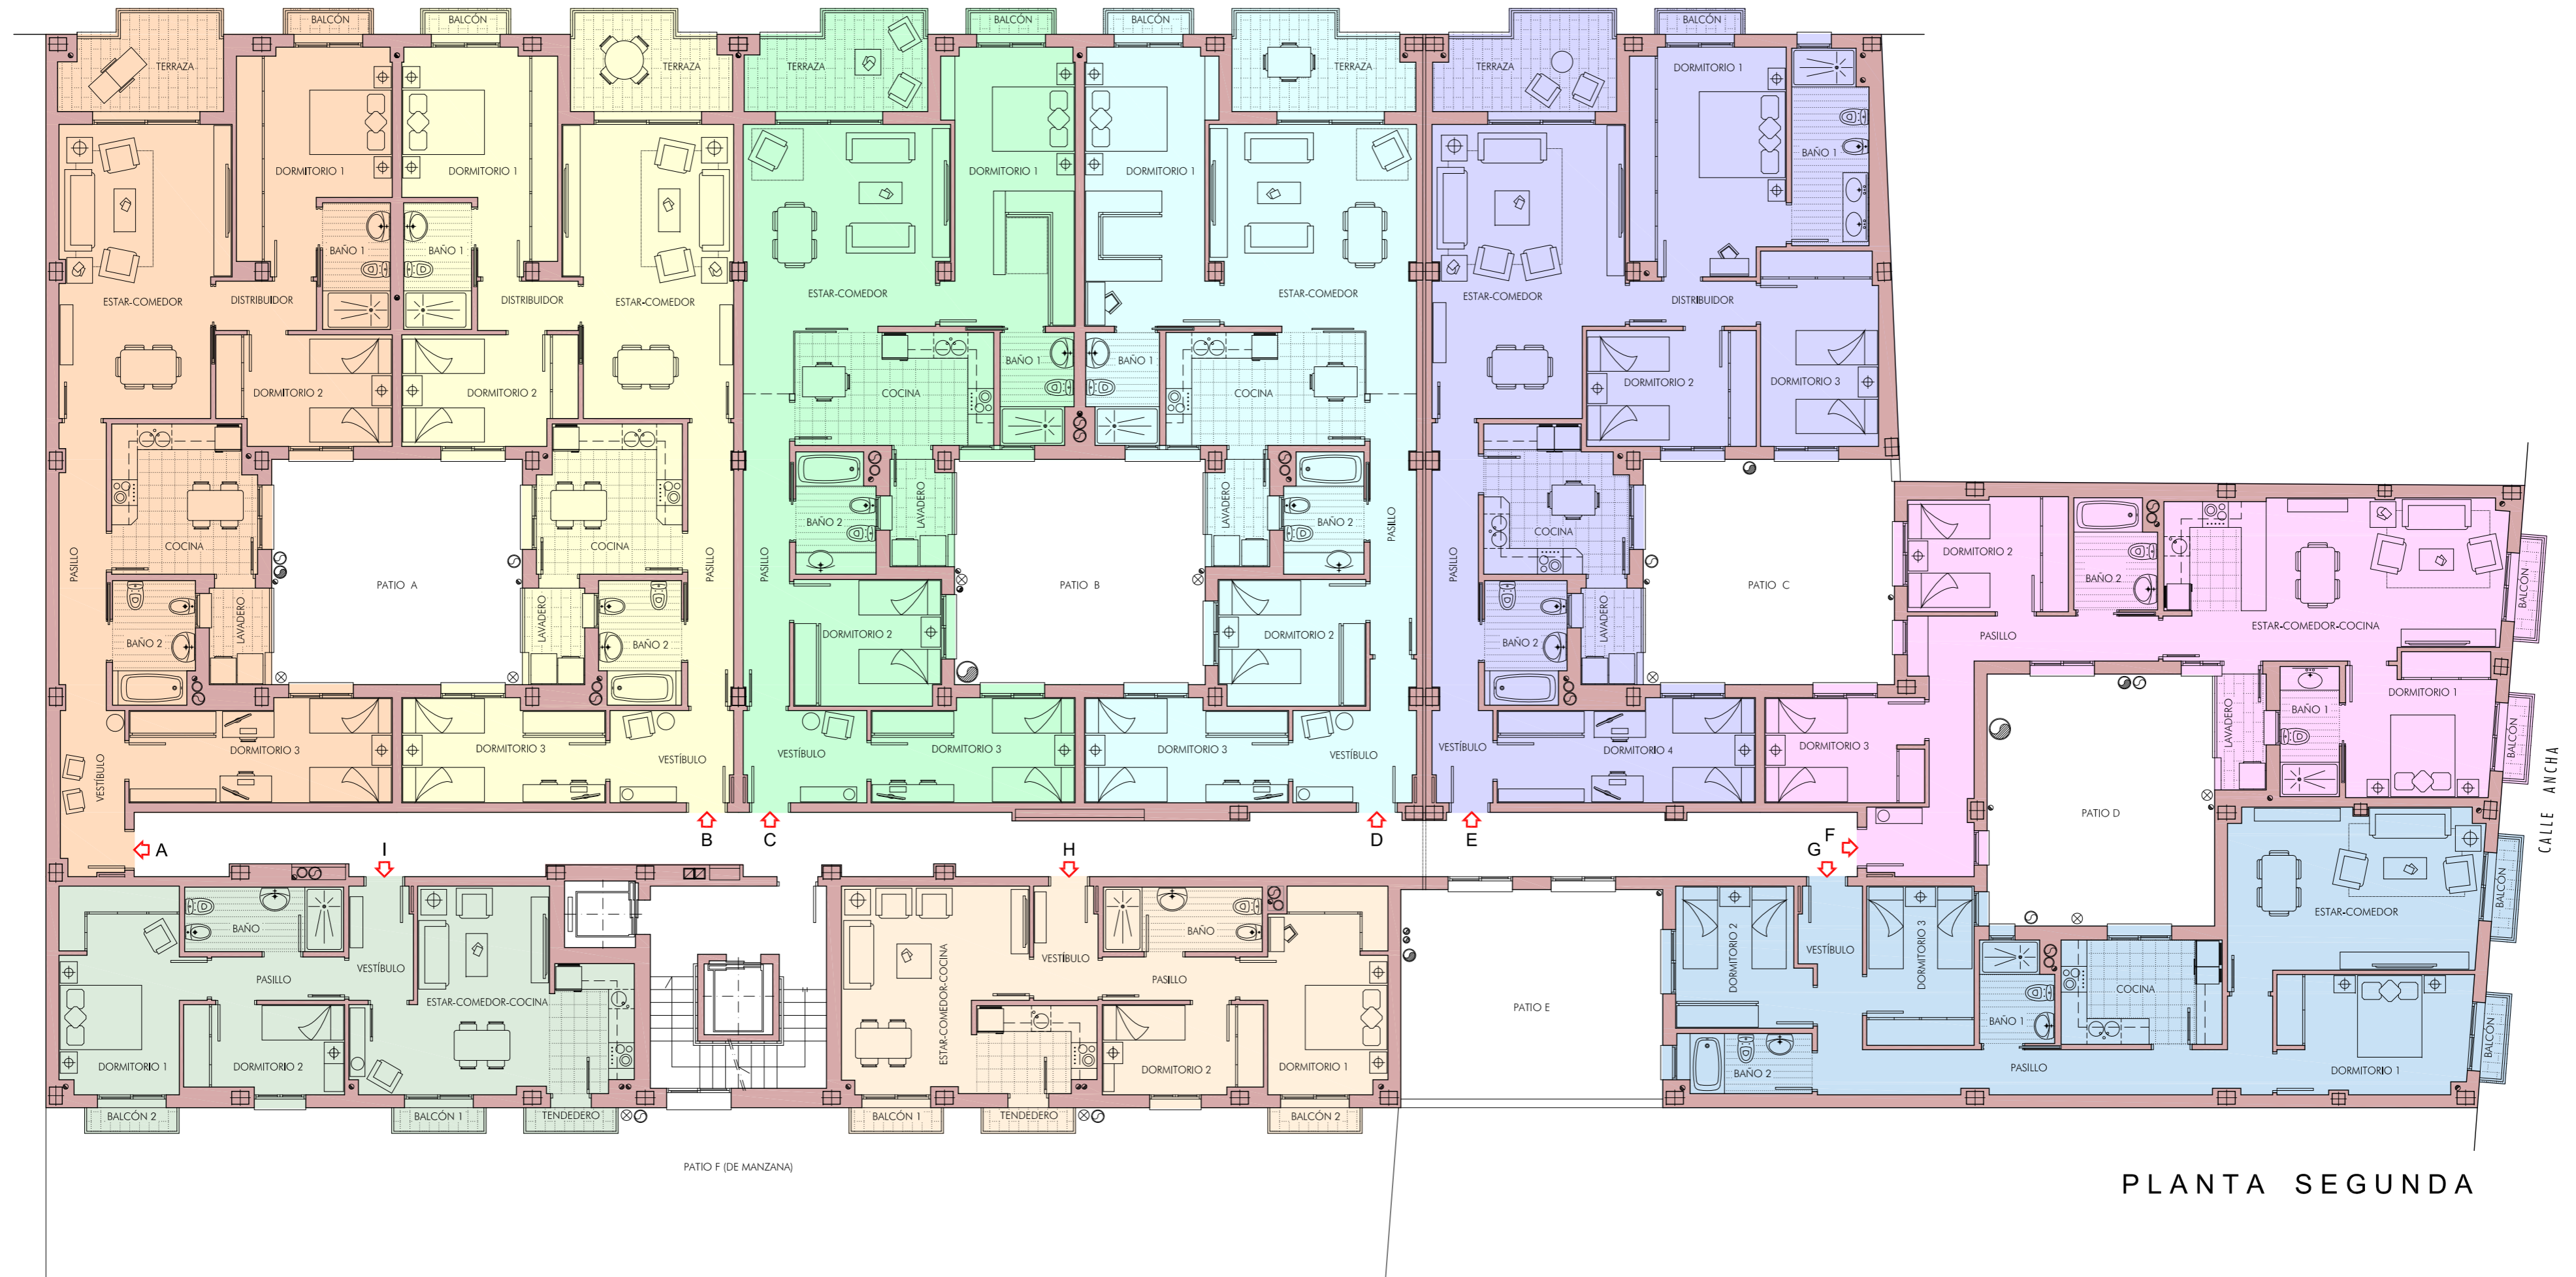 BALCÓN
BALCÓN
BALCÓN
BALCÓN
BALCÓN
TERRAZA
TERRAZA
TERRAZA
TERRAZA
TERRAZA
DORMITORIO 1
DORMITORIO 1
DORMITORIO 1
DORMITORIO 1
DORMITORIO 1
BAÑO 1
BAÑO 1
BAÑO 1
ESTAR-COMEDOR
DISTRIBUIDOR
DISTRIBUIDOR
ESTAR-COMEDOR
ESTAR-COMEDOR
ESTAR-COMEDOR
ESTAR-COMEDOR
DISTRIBUIDOR
BAÑO 1
BAÑO 1
DORMITORIO 2
DORMITORIO 2
COCINA
COCINA
DORMITORIO 2
DORMITORIO 3
COCINA
COCINA
BAÑO 2
LAVADERO
LAVADERO
BAÑO 2
PASILLO
COCINA
PASILLO
PATIO A
PASILLO
PASILLO
PATIO B
PASILLO
PATIO C
DORMITORIO 2
BAÑO 2
BALCÓN
LAVADERO
LAVADERO
LAVADERO
BAÑO 2
BAÑO 2
DORMITORIO 2
DORMITORIO 2
BAÑO 2
PASILLO
ESTAR-COMEDOR-COCINA
DORMITORIO 1
BAÑO 1
LAVADERO
BALCÓN
VESTÍBULO
DORMITORIO 3
DORMITORIO 3
VESTÍBULO
VESTÍBULO
DORMITORIO 3
DORMITORIO 3
VESTÍBULO
VESTÍBULO
DORMITORIO 4
DORMITORIO 3
PATIO D
CALLE ANCHA
A
I
B
C
H
D
E
G
F
BALCÓN
BAÑO
VESTÍBULO
PASILLO
ESTAR-COMEDOR-COCINA
DORMITORIO 1
DORMITORIO 2
ESTAR-COMEDOR-COCINA
VESTÍBULO
BAÑO
PASILLO
DORMITORIO 2
DORMITORIO 1
PATIO E
DORMITORIO 2
VESTÍBULO
DORMITORIO 3
BAÑO 2
BAÑO 1
COCINA
PASILLO
ESTAR-COMEDOR
DORMITORIO 1
BALCÓN
BALCÓN 2
BALCÓN 1
TENDEDERO
BALCÓN 1
TENDEDERO
BALCÓN 2
PATIO F (DE MANZANA)
PLANTA SEGUNDA